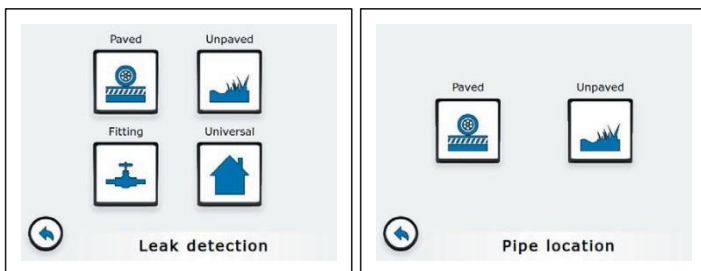 Paved Unpaved
Fitting Universal
Leak detection
Paved Unpaved
Pipe location